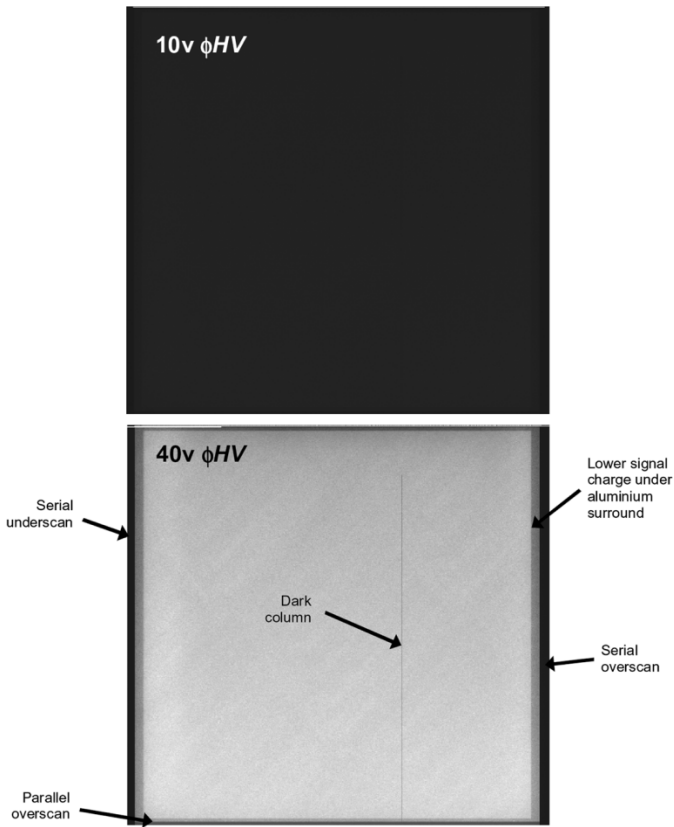 10v ϕHV
40v ϕHV
Lower signal
charge under
aluminium
surround
Serial
underscan
Dark
column
Serial
overscan
Parallel
overscan